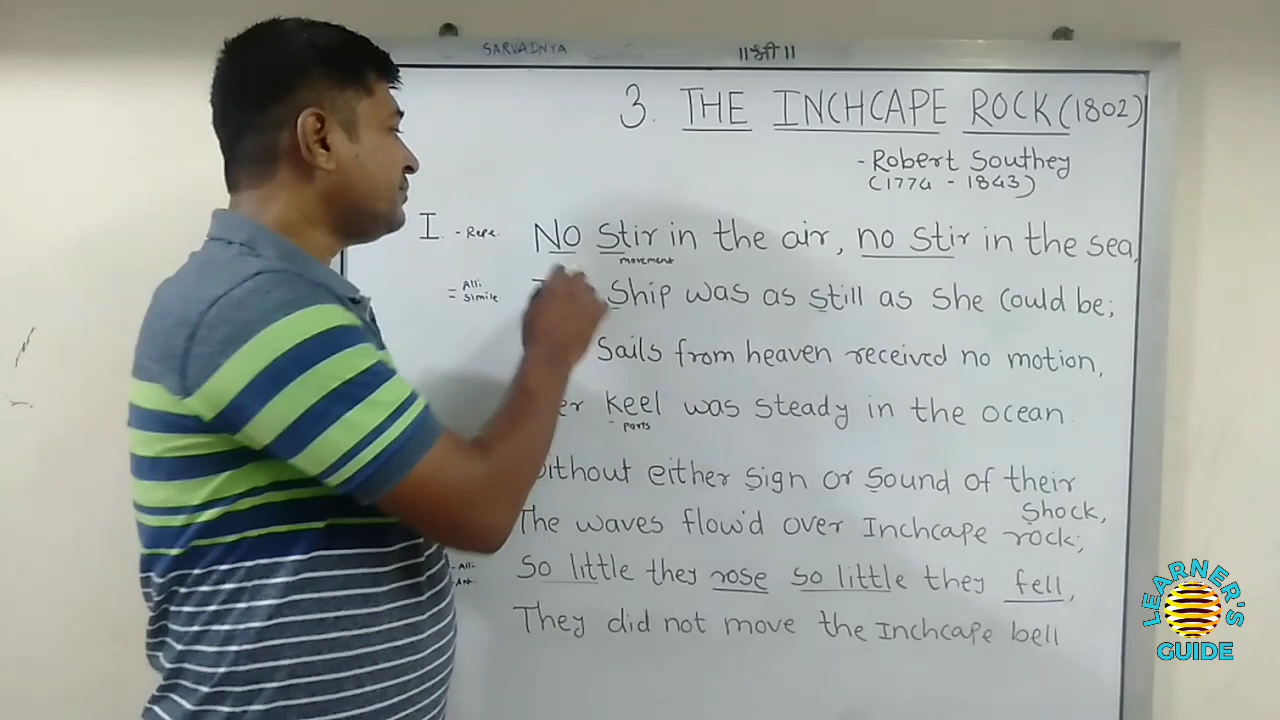 SARVADNYA
॥श्री॥
3. THE INCHCAPE ROCK (1802)
- Robert Southey
(1774 - 1843)
I - Repe. No stir in the air, no stir in the sea,
movement
= Alli. Simile ship was as still as she could be;
sails from heaven received no motion,
keel was steady in the ocean
- parts
without either sign or sound of their
shock,
The waves flow'd over Inchcape rock;
- Alli- So little they rose so little they fell,
- Ant.
They did not move the Inchcape bell
LEARNER'S
GUIDE